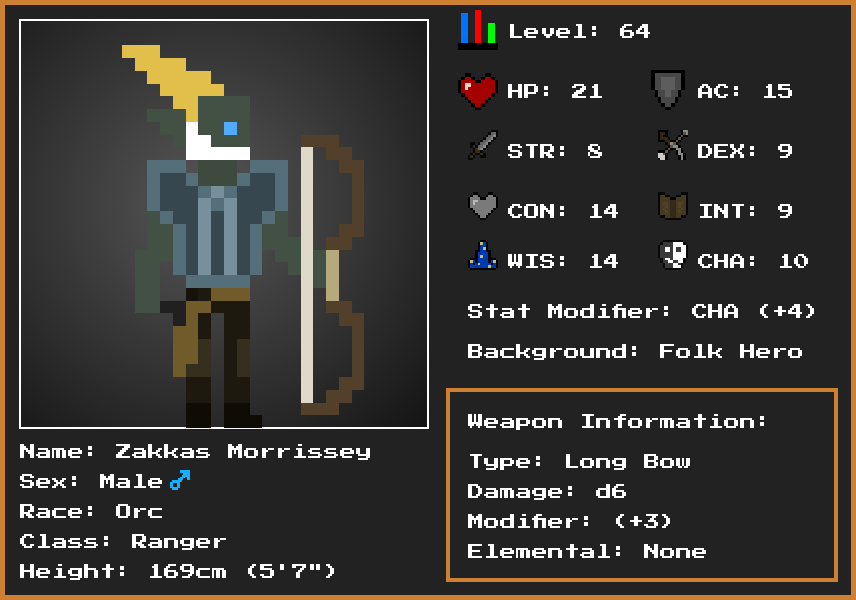 Level: 64
HP: 21 AC: 15
STR: 8 DEX: 9
CON: 14 INT: 9
WIS: 14 CHA: 10
Stat Modifier: CHA (+4)
Background: Folk Hero
Weapon Information:
Type: Long Bow
Damage: d6
Modifier: (+3)
Elemental: None
Name: Zakkas Morrissey
Sex: Male ♂
Race: Orc
Class: Ranger
Height: 169cm (5'7")